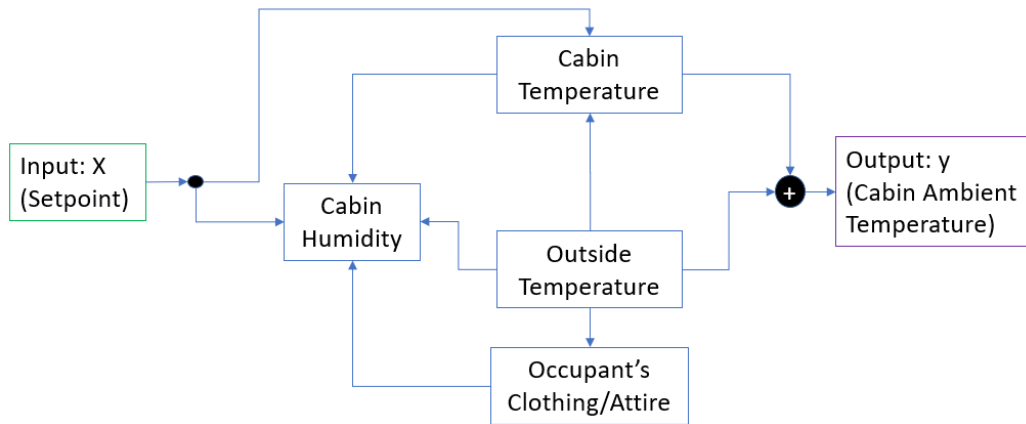 Cabin
Temperature
Input: X
(Setpoint)
Cabin
Humidity
Outside
Temperature
+
Output: y
(Cabin Ambient
Temperature)
Occupant’s
Clothing/Attire